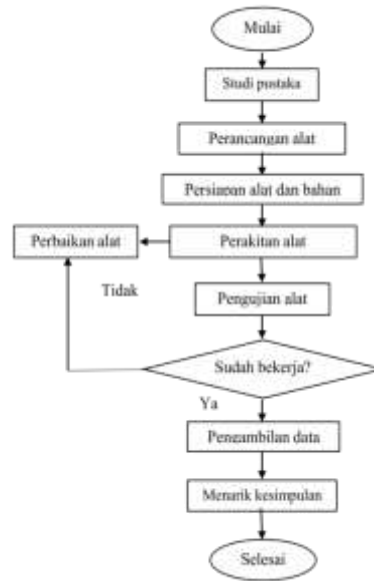 Mulai
Studi pustaka
Perancangan alat
Persiapan alat dan bahan
Perbaikan alat
Perakitan alat
Tidak
Pengujian alat
Sudah bekerja?
Ya
Pengambilan data
Menarik kesimpulan
Selesai